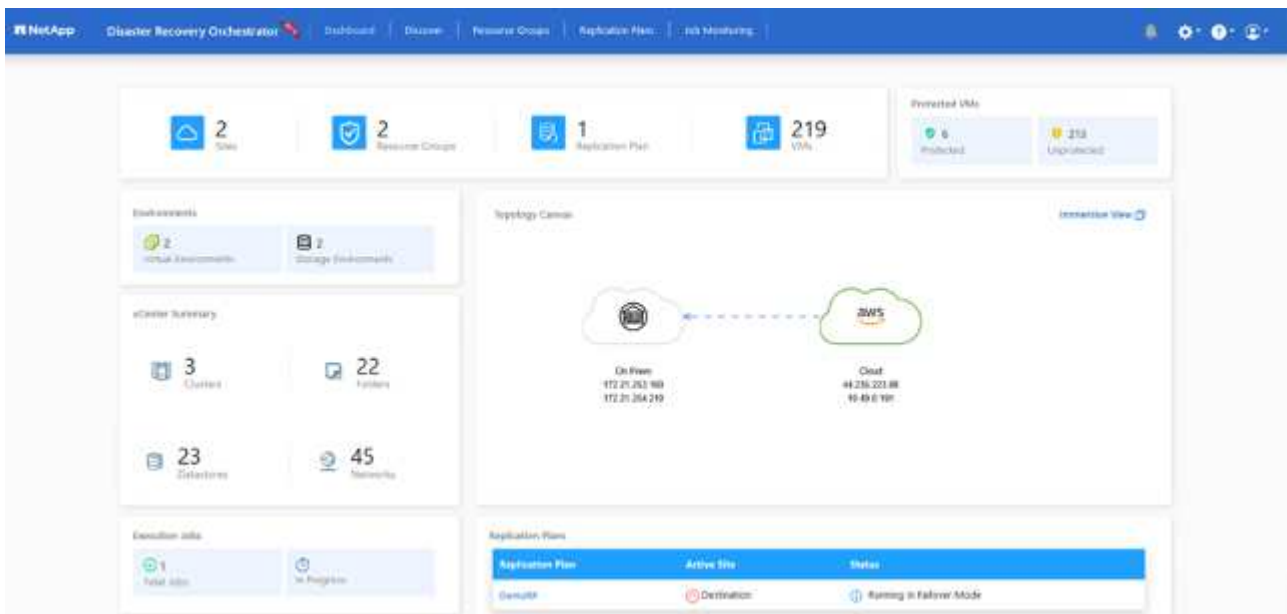 NetApp Disaster Recovery Orchestrator Dashboard Discover Resource Groups Replication Plans Job Monitoring
2 Sites
2 Resource Groups
1 Replication Plan
219 VMs
Protected VMs
6 Protected
213 Unprotected
Environments
2 Virtual Environments
2 Storage Environments
Topology Canvas
Immersive View
aws
On Prem
Cloud
vCenter Summary
3 Clusters
22 Folders
23 Datastores
45 Networks
Execution Jobs
1 Total Jobs
In Progress
Replication Plans
Replication Plan Active Site Status
DemoRP Destination Running in Failover Mode